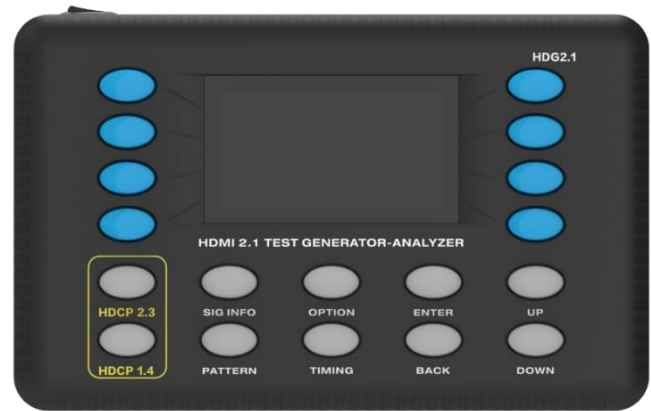 HDG2.1
HDMI 2.1 TEST GENERATOR-ANALYZER
HDCP 2.3
SIG INFO
OPTION
ENTER
UP
HDCP 1.4
PATTERN
TIMING
BACK
DOWN